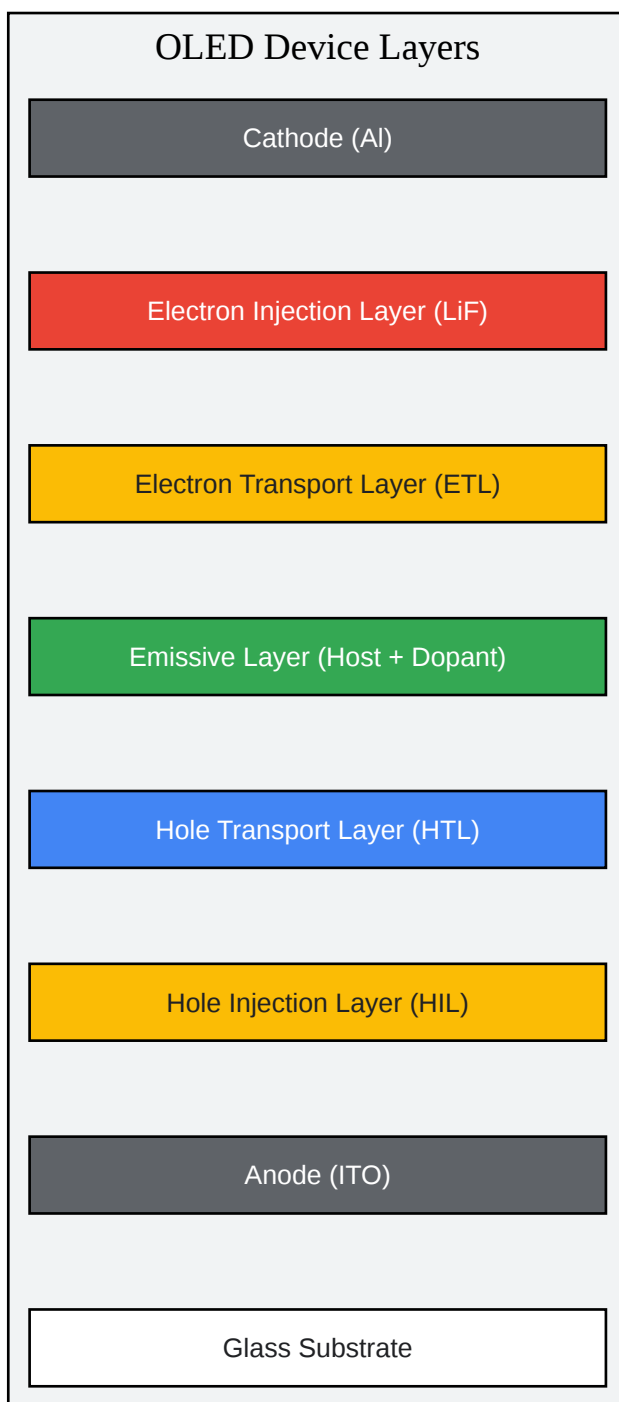 OLED Device Layers
Cathode (Al)
Electron Injection Layer (LiF)
Electron Transport Layer (ETL)
Emissive Layer (Host + Dopant)
Hole Transport Layer (HTL)
Hole Injection Layer (HIL)
Anode (ITO)
Glass Substrate